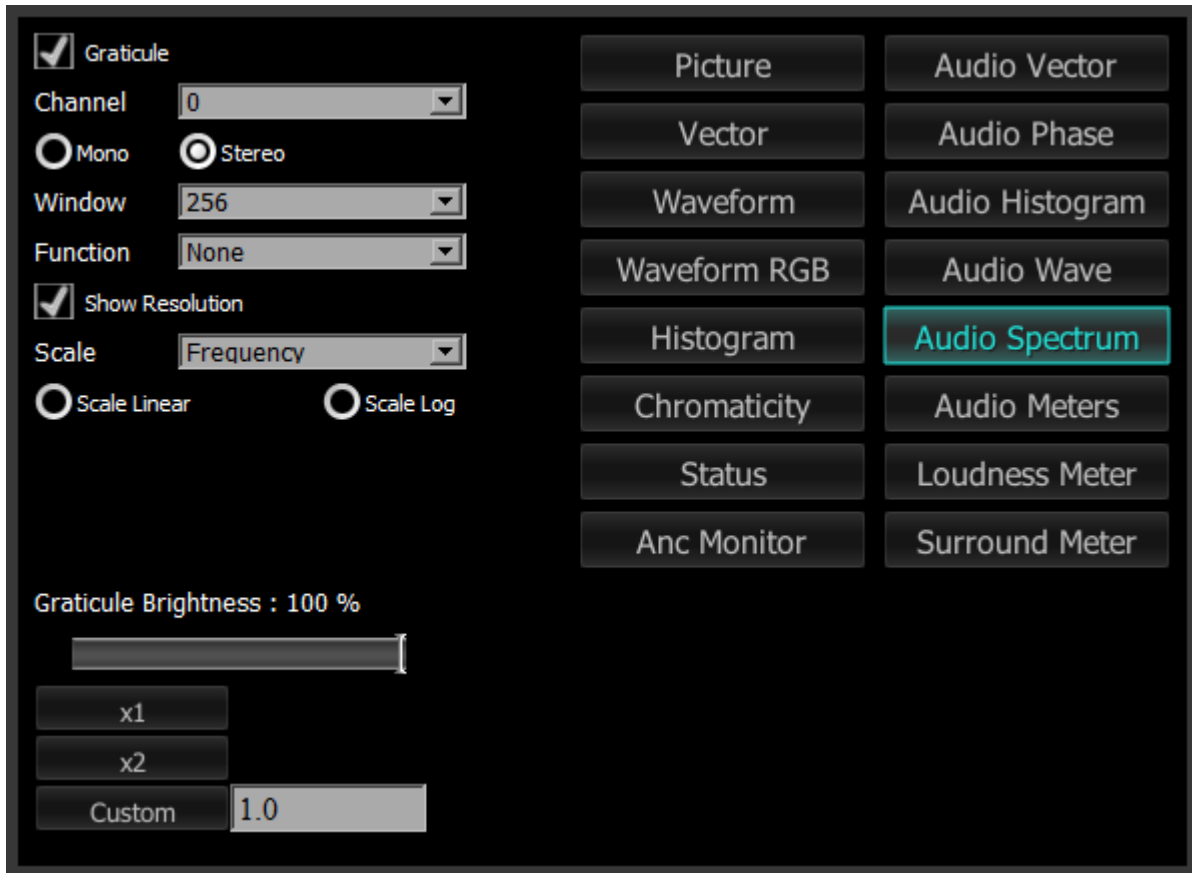 Graticule
Channel 0
Mono Stereo
Window 256
Function None
Show Resolution
Scale Frequency
Scale Linear Scale Log
Graticule Brightness : 100 %
x1
x2
Custom 1.0
Picture Audio Vector
Vector Audio Phase
Waveform Audio Histogram
Waveform RGB Audio Wave
Histogram Audio Spectrum
Chromaticity Audio Meters
Status Loudness Meter
Anc Monitor Surround Meter